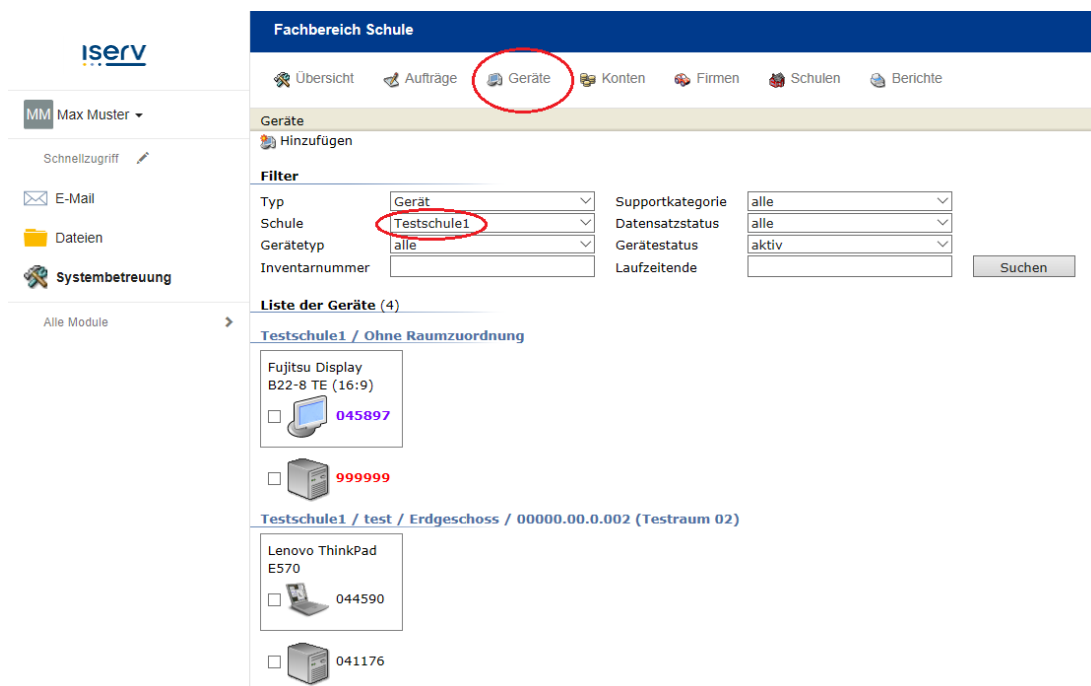 iserv
MM Max Muster
Schnellzugriff
E-Mail
Dateien
Systembetreuung
Alle Module
Fachbereich Schule
Übersicht Aufträge Geräte Konten Firmen Schulen Berichte
Geräte
Hinzufügen
Filter
Typ Gerät Supportkategorie alle
Schule Testschule1 Datensatzstatus alle
Gerätetyp alle Gerätestatus aktiv
Inventarnummer Laufzeitende Suchen
Liste der Geräte (4)
Testschule1 / Ohne Raumzuordnung
Fujitsu Display
B22-8 TE (16:9)
045897
999999
Testschule1 / test / Erdgeschoss / 00000.00.0.002 (Testraum 02)
Lenovo ThinkPad
E570
044590
041176